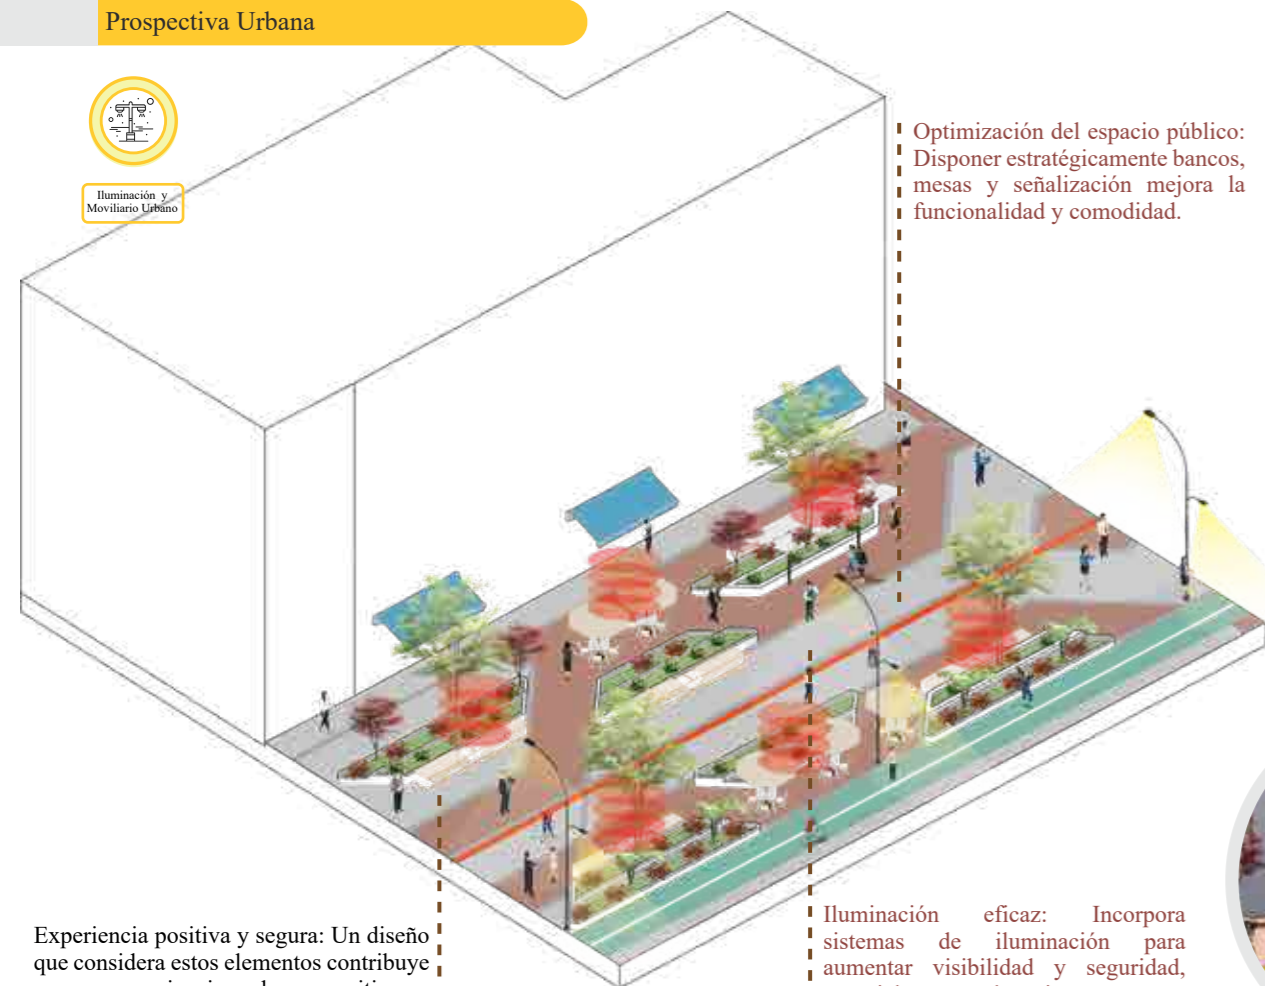 Prospectiva Urbana
Iluminación y
Moviliario Urbano
Optimización del espacio público:
Disponer estratégicamente bancos,
mesas y señalización mejora la
funcionalidad y comodidad.
Experiencia positiva y segura: Un diseño
que considera estos elementos contribuye
Iluminación eficaz: Incorpora
sistemas de iluminación para
aumentar visibilidad y seguridad,